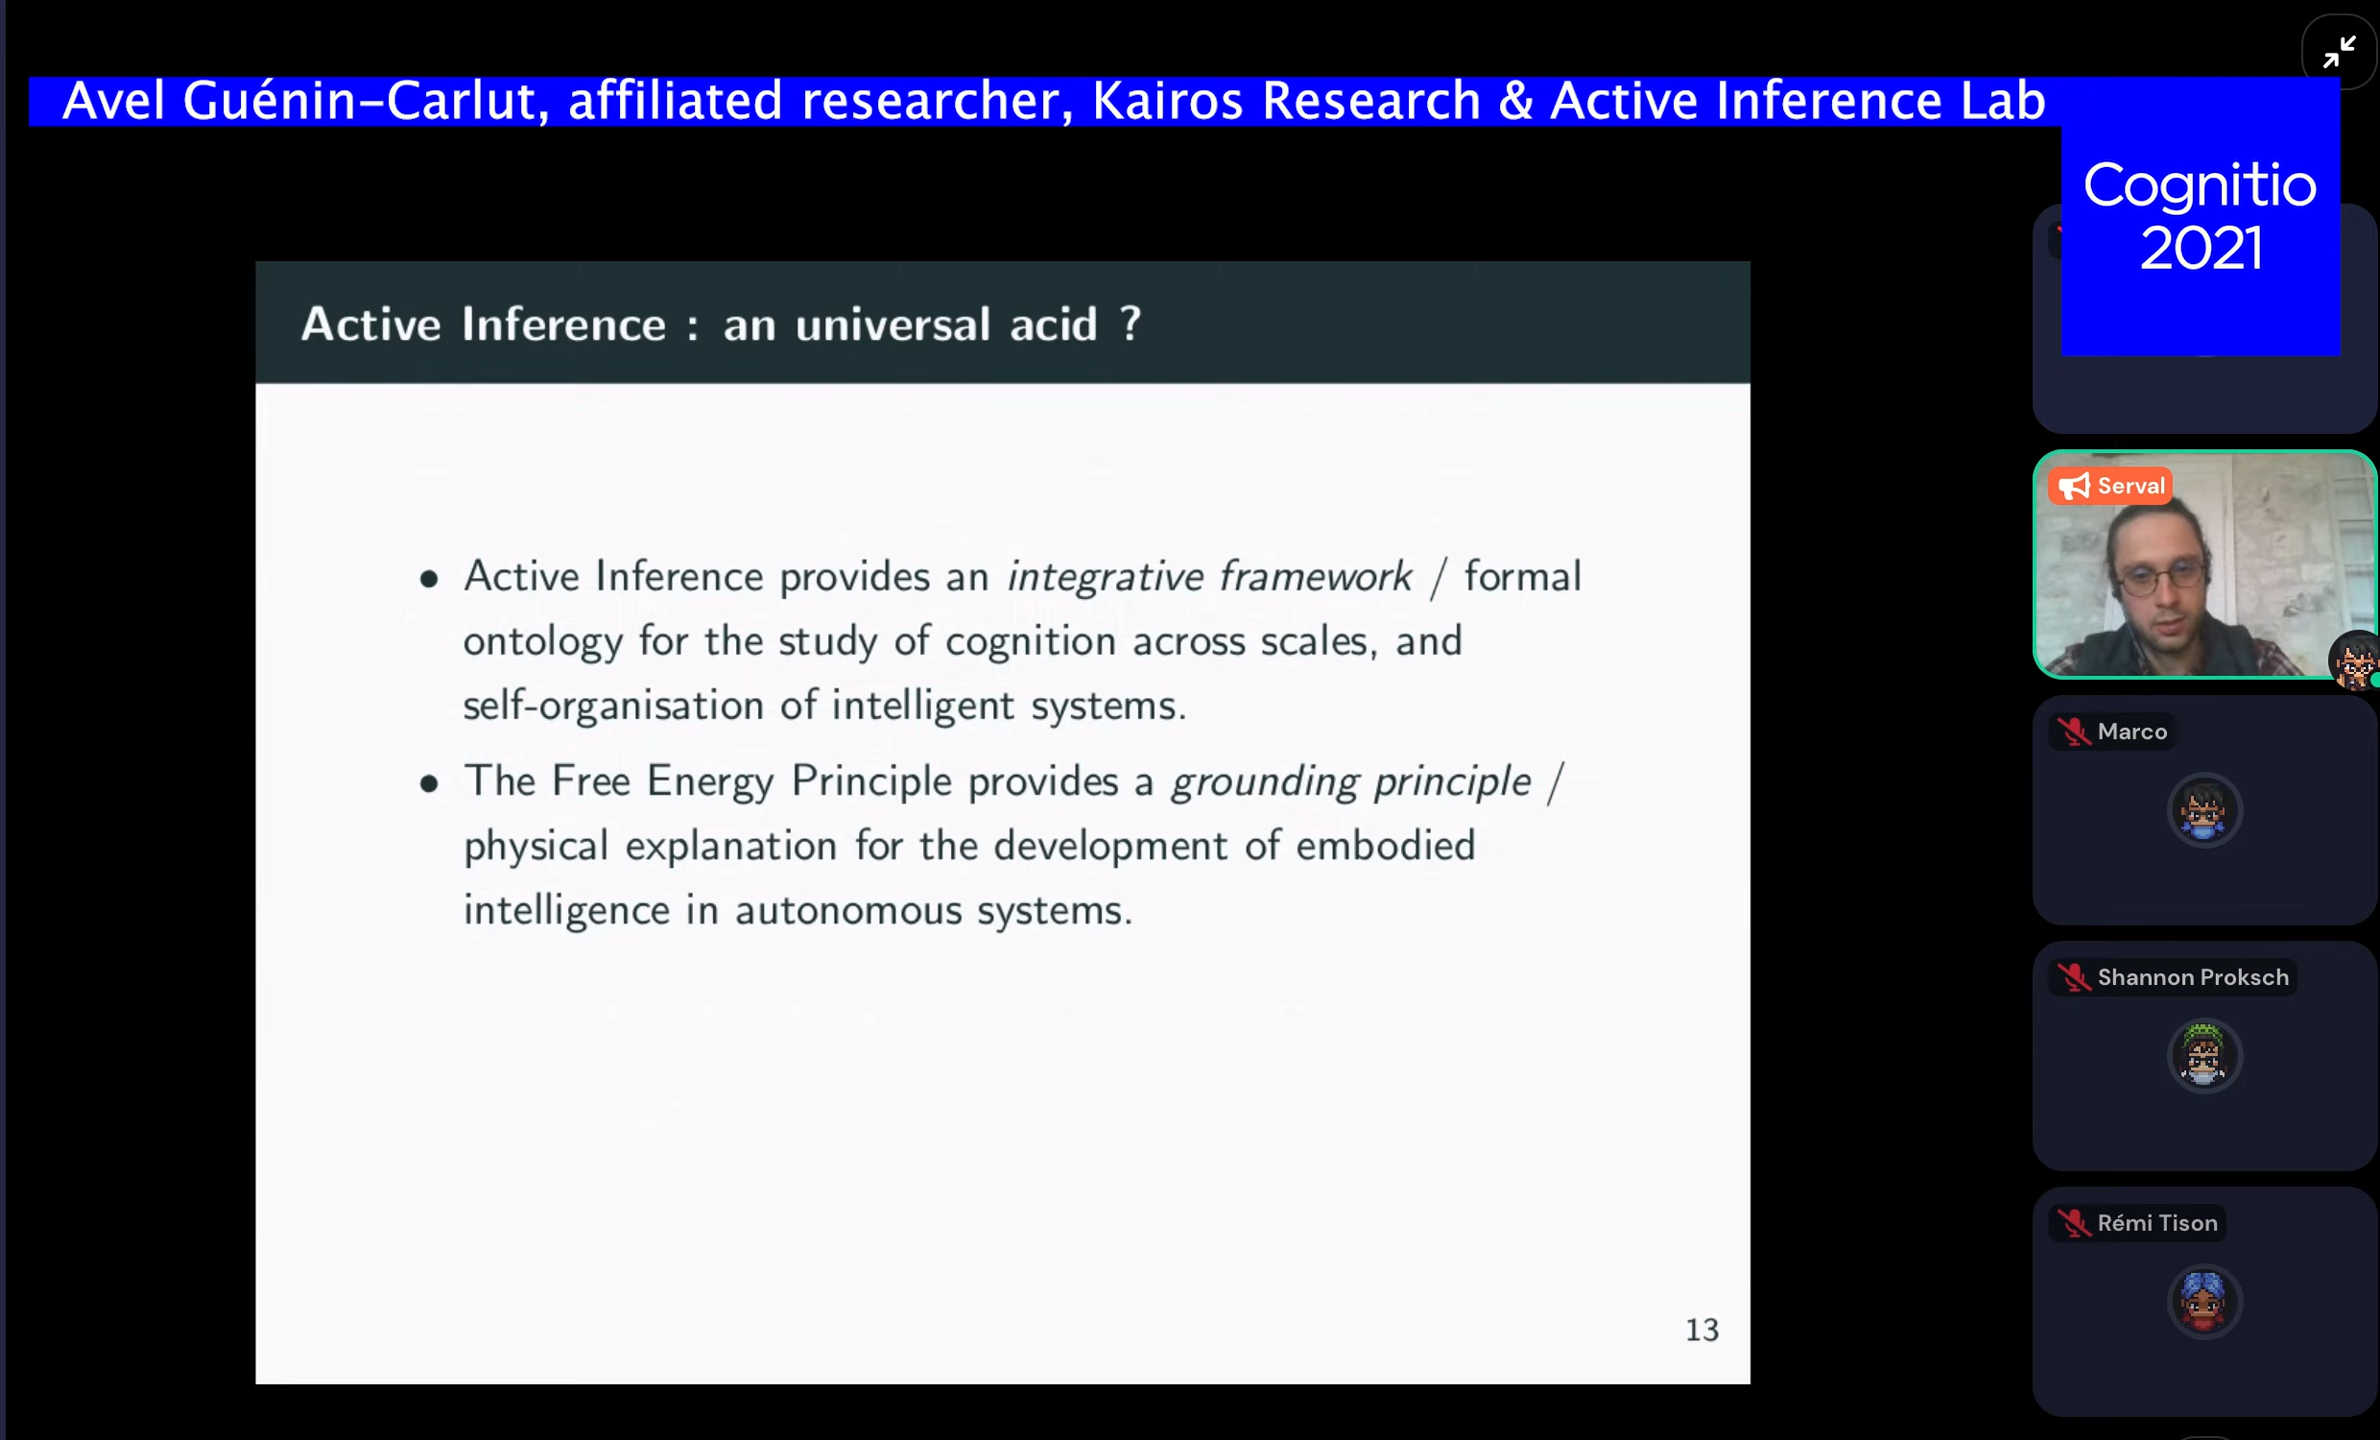 Avel Guénin-Carlut, affiliated researcher, Kairos Research & Active Inference Lab
Cognitio
2021
Active Inference : an universal acid ?
• Active Inference provides an integrative framework / formal
ontology for the study of cognition across scales, and
self-organisation of intelligent systems.
• The Free Energy Principle provides a grounding principle /
physical explanation for the development of embodied
intelligence in autonomous systems.
13
Serval
Marco
Shannon Proksch
Rémi Tison